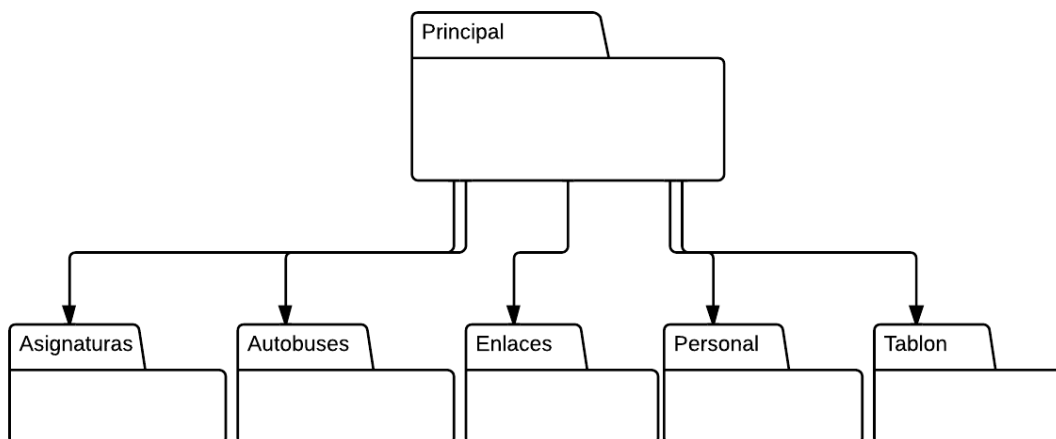 Principal
Asignaturas
Autobuses
Enlaces
Personal
Tablon